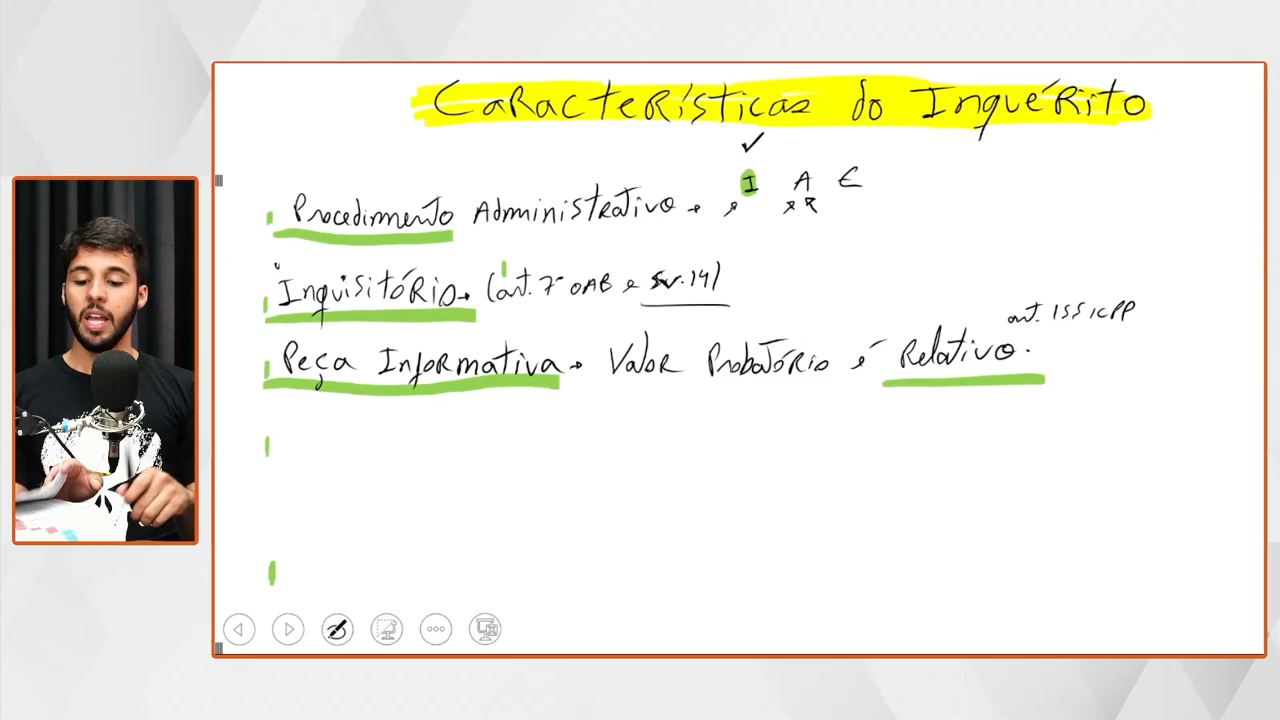 Características do Inquérito
✓
I A E
Procedimento Administrativo →
Inquisitório → (art. 7º OAB e SV. 14)
art. 155 CPP
Peça Informativa → Valor Probatório é Relativo.